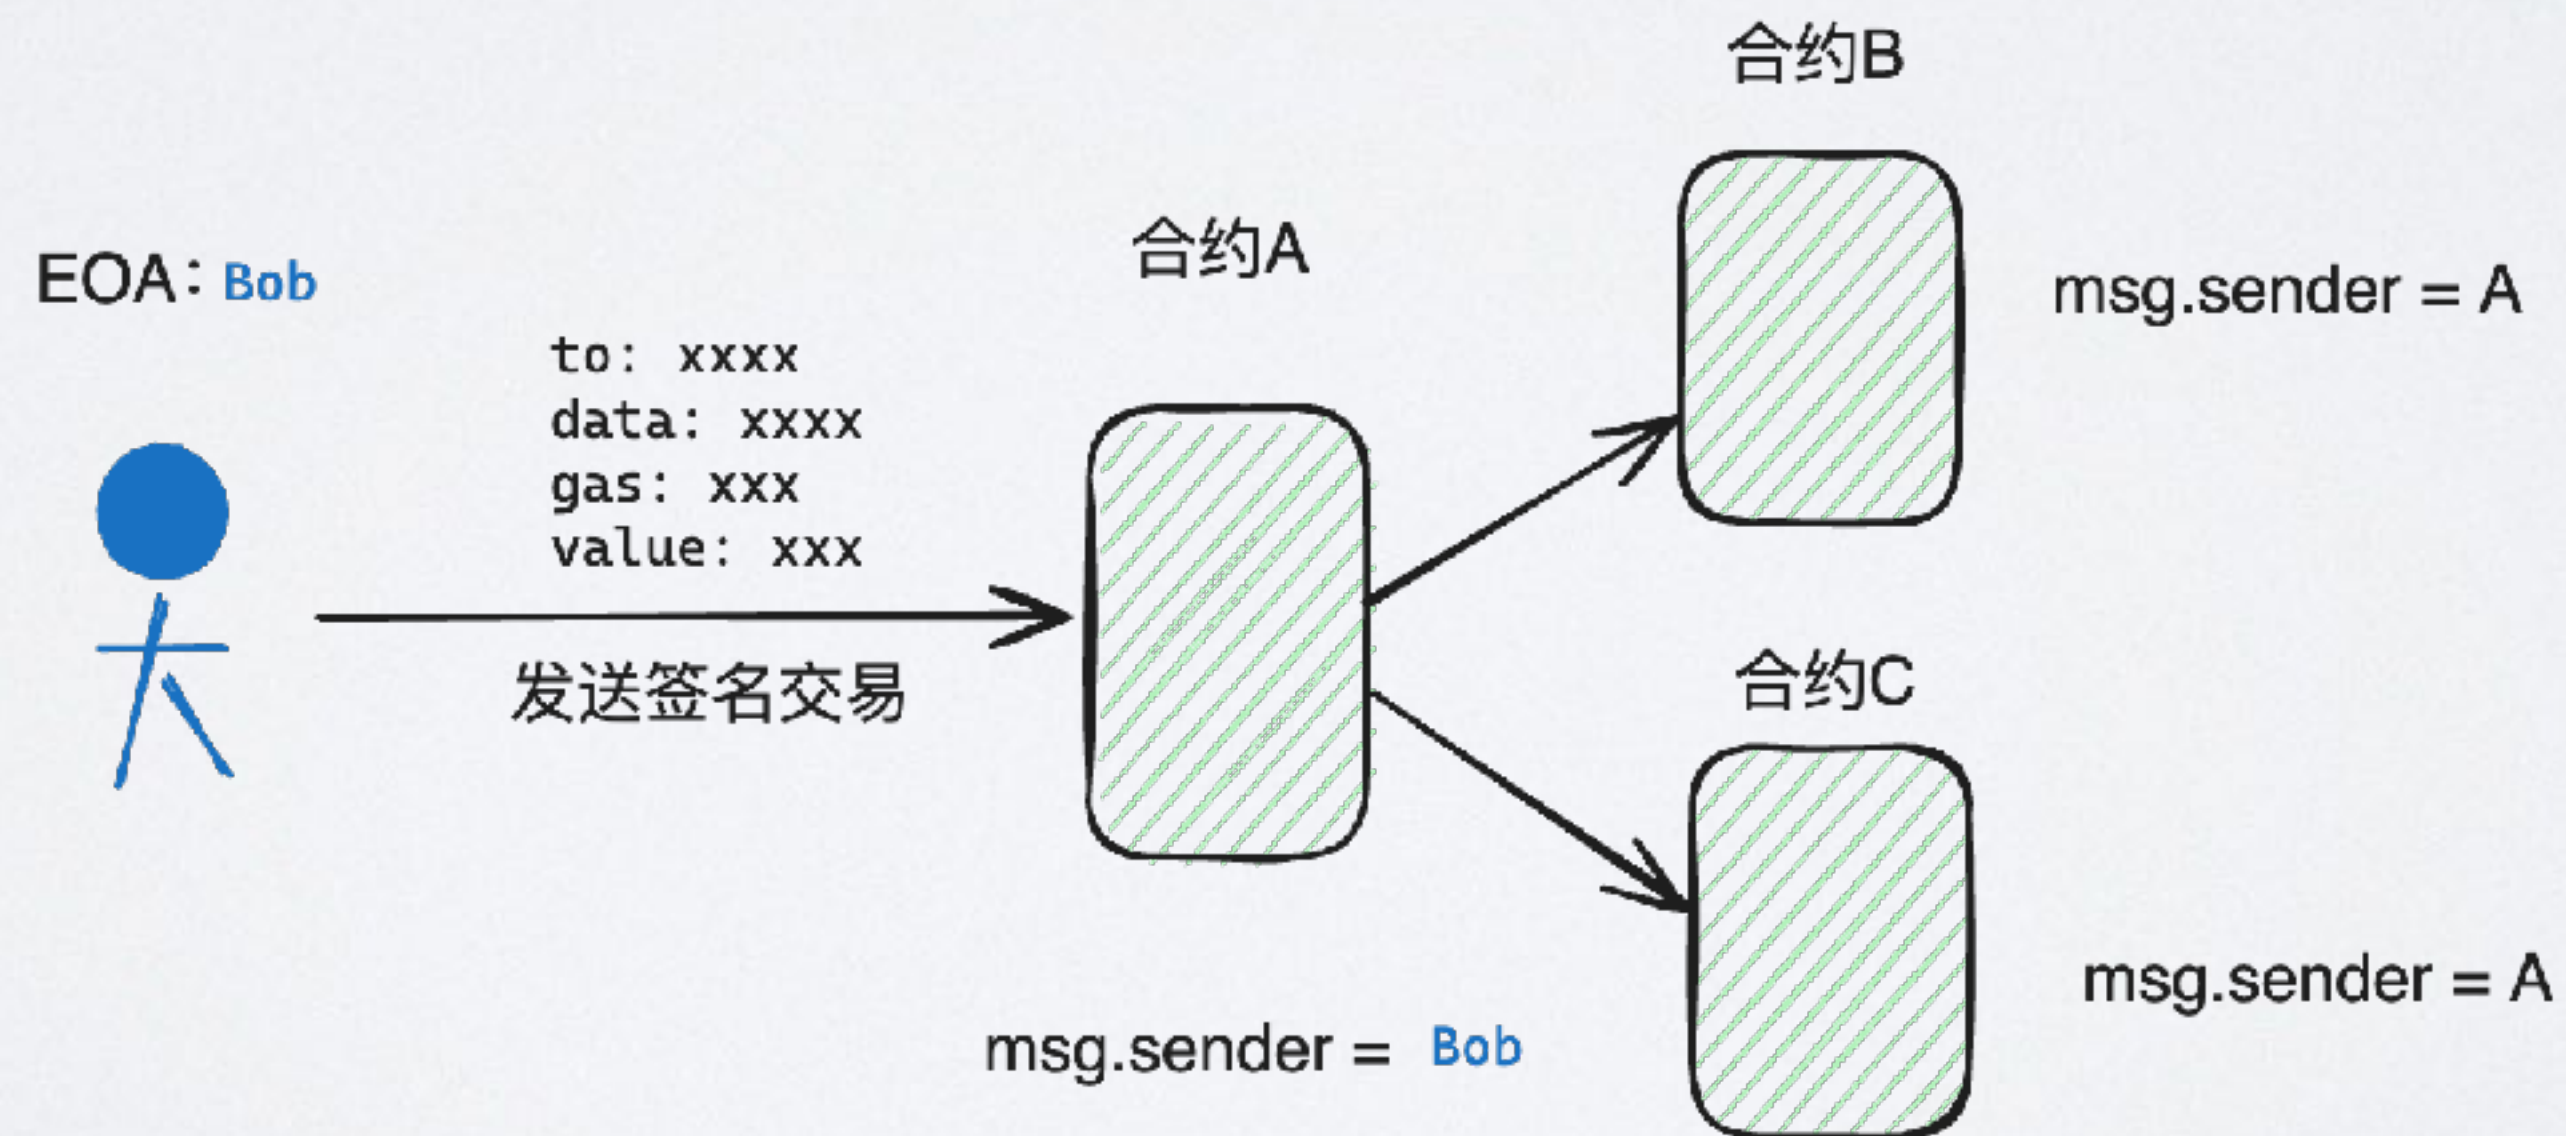 EOA: Bob
to: xxxx
data: xxxx
gas: xxx
value: xxx
发送签名交易
合约A
msg.sender = Bob
合约B
msg.sender = A
合约C
msg.sender = A